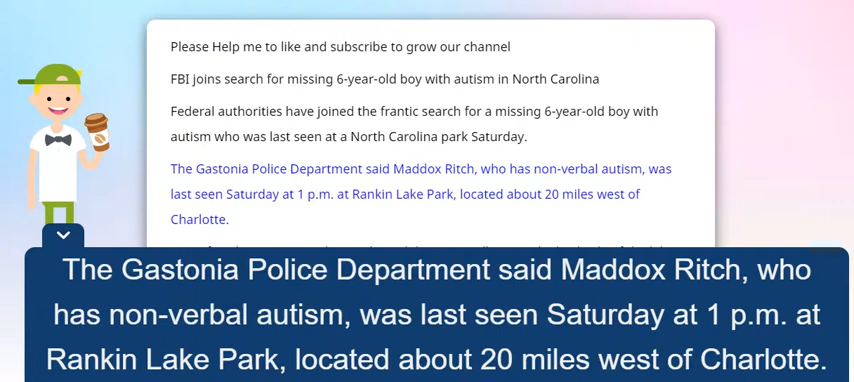 Please Help me to like and subscribe to grow our channel
FBI joins search for missing 6-year-old boy with autism in North Carolina
Federal authorities have joined the frantic search for a missing 6-year-old boy with
autism who was last seen at a North Carolina park Saturday.
The Gastonia Police Department said Maddox Ritch, who has non-verbal autism, was
last seen Saturday at 1 p.m. at Rankin Lake Park, located about 20 miles west of
Charlotte.
The Gastonia Police Department said Maddox Ritch, who
has non-verbal autism, was last seen Saturday at 1 p.m. at
Rankin Lake Park, located about 20 miles west of Charlotte.